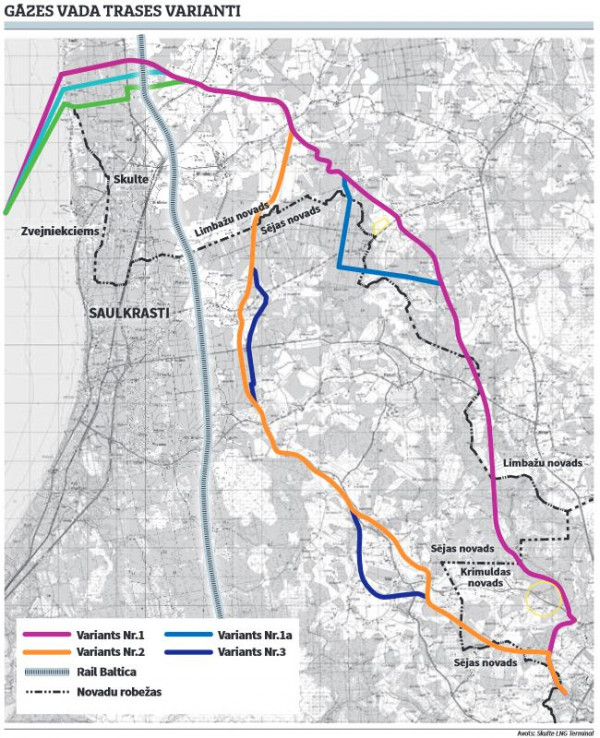 GĀZES VADA TRASES VARIANTI
Skulte
Zvejniekciems
Limbažu novads
Sējas novads
SAULKRASTI
Limbažu novads
Sējas novads
Krimuldas
novads
Sējas novads
Variants Nr.1
Variants Nr.1a
Variants Nr.2
Variants Nr.3
Rail Baltica
Novadu robežas
Avots: Skulte LNG Terminal